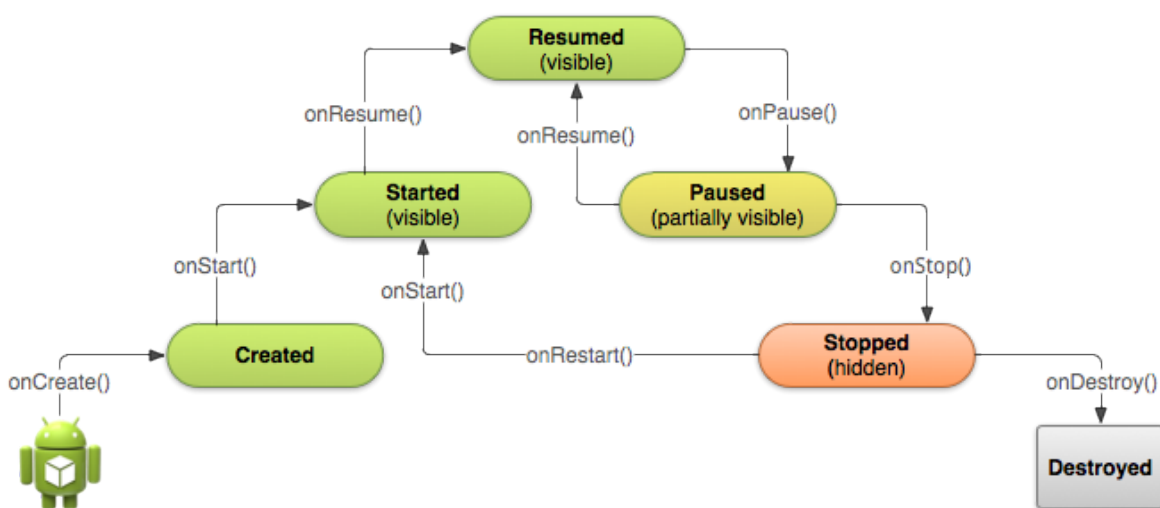 Resumed
(visible)
onResume()
onResume()
onPause()
Started
(visible)
Paused
(partially visible)
onStart()
onStart()
onStop()
Created
onRestart()
Stopped
(hidden)
onCreate()
onDestroy()
Destroyed